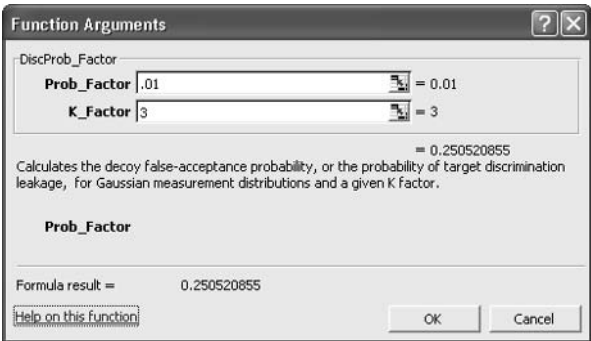 Function Arguments
DiscProb_Factor
Prob_Factor .01 = 0.01
K_Factor 3 = 3
= 0.250520855
Calculates the decoy false-acceptance probability, or the probability of target discrimination
leakage, for Gaussian measurement distributions and a given K factor.
Prob_Factor
Formula result = 0.250520855
Help on this function OK Cancel